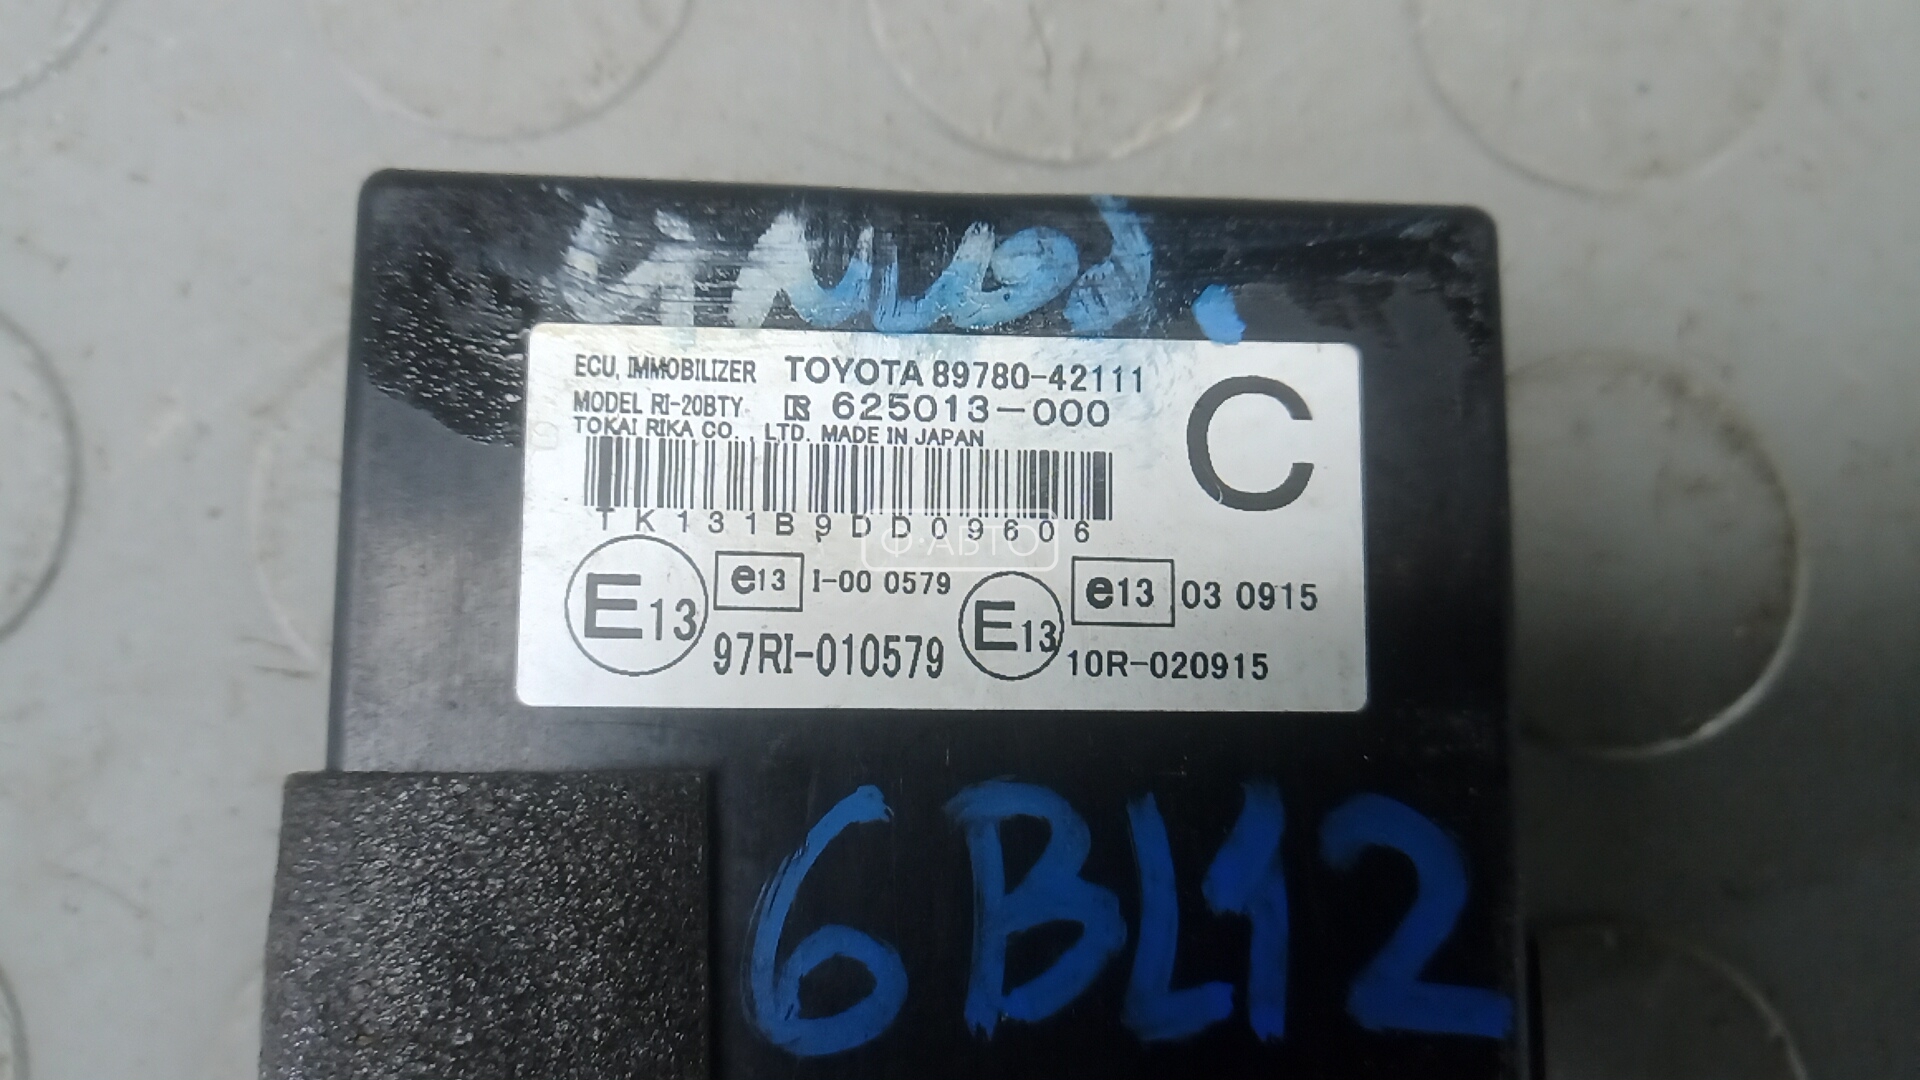 ECU, IMMOBILIZER TOYOTA 89780-42111
MODEL RI-20BTY 625013-000
TOKAI RIKA CO., LTD. MADE IN JAPAN
C
TK131B9DD09606
Ф·АВТО
E13 e13 I-00 0579 E13 e13 03 0915
97RI-010579 10R-020915
6BL12